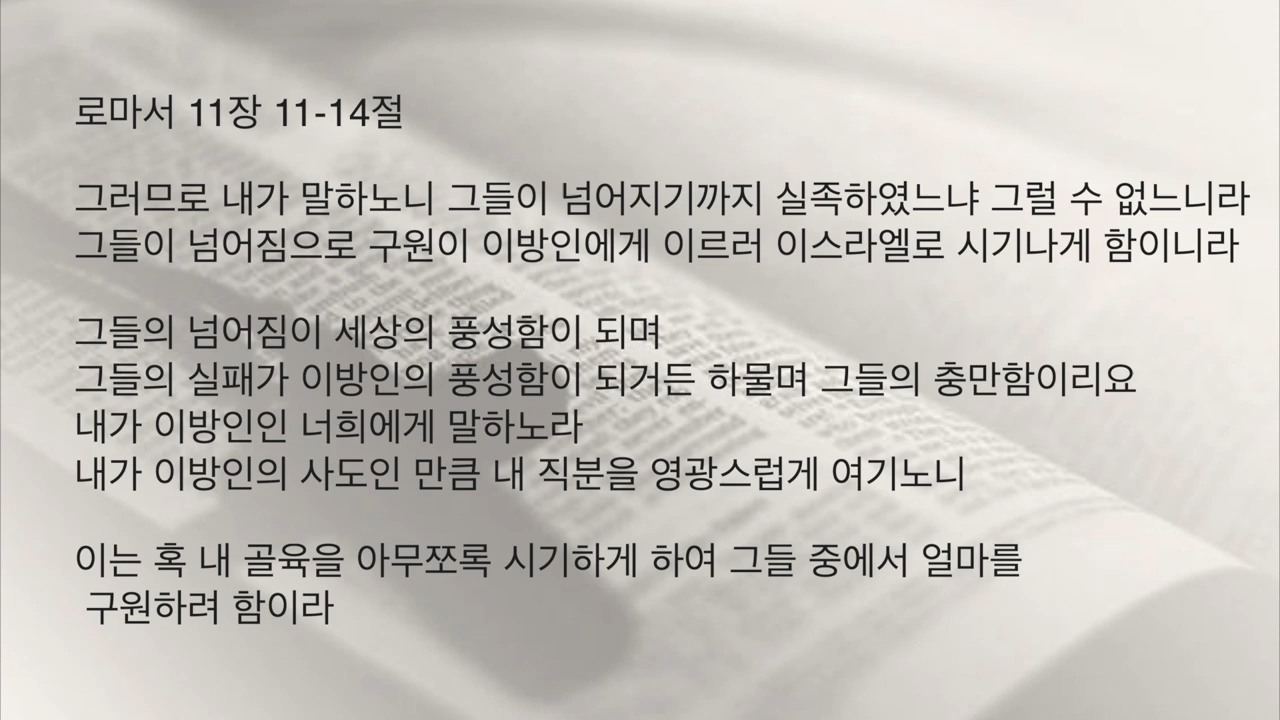 로마서 11장 11-14절
그러므로 내가 말하노니 그들이 넘어지기까지 실족하였느냐 그럴 수 없느니라
그들이 넘어짐으로 구원이 이방인에게 이르러 이스라엘로 시기나게 함이니라
그들의 넘어짐이 세상의 풍성함이 되며
그들의 실패가 이방인의 풍성함이 되거든 하물며 그들의 충만함이리요
내가 이방인인 너희에게 말하노라
내가 이방인의 사도인 만큼 내 직분을 영광스럽게 여기노니
이는 혹 내 골육을 아무쪼록 시기하게 하여 그들 중에서 얼마를
구원하려 함이라